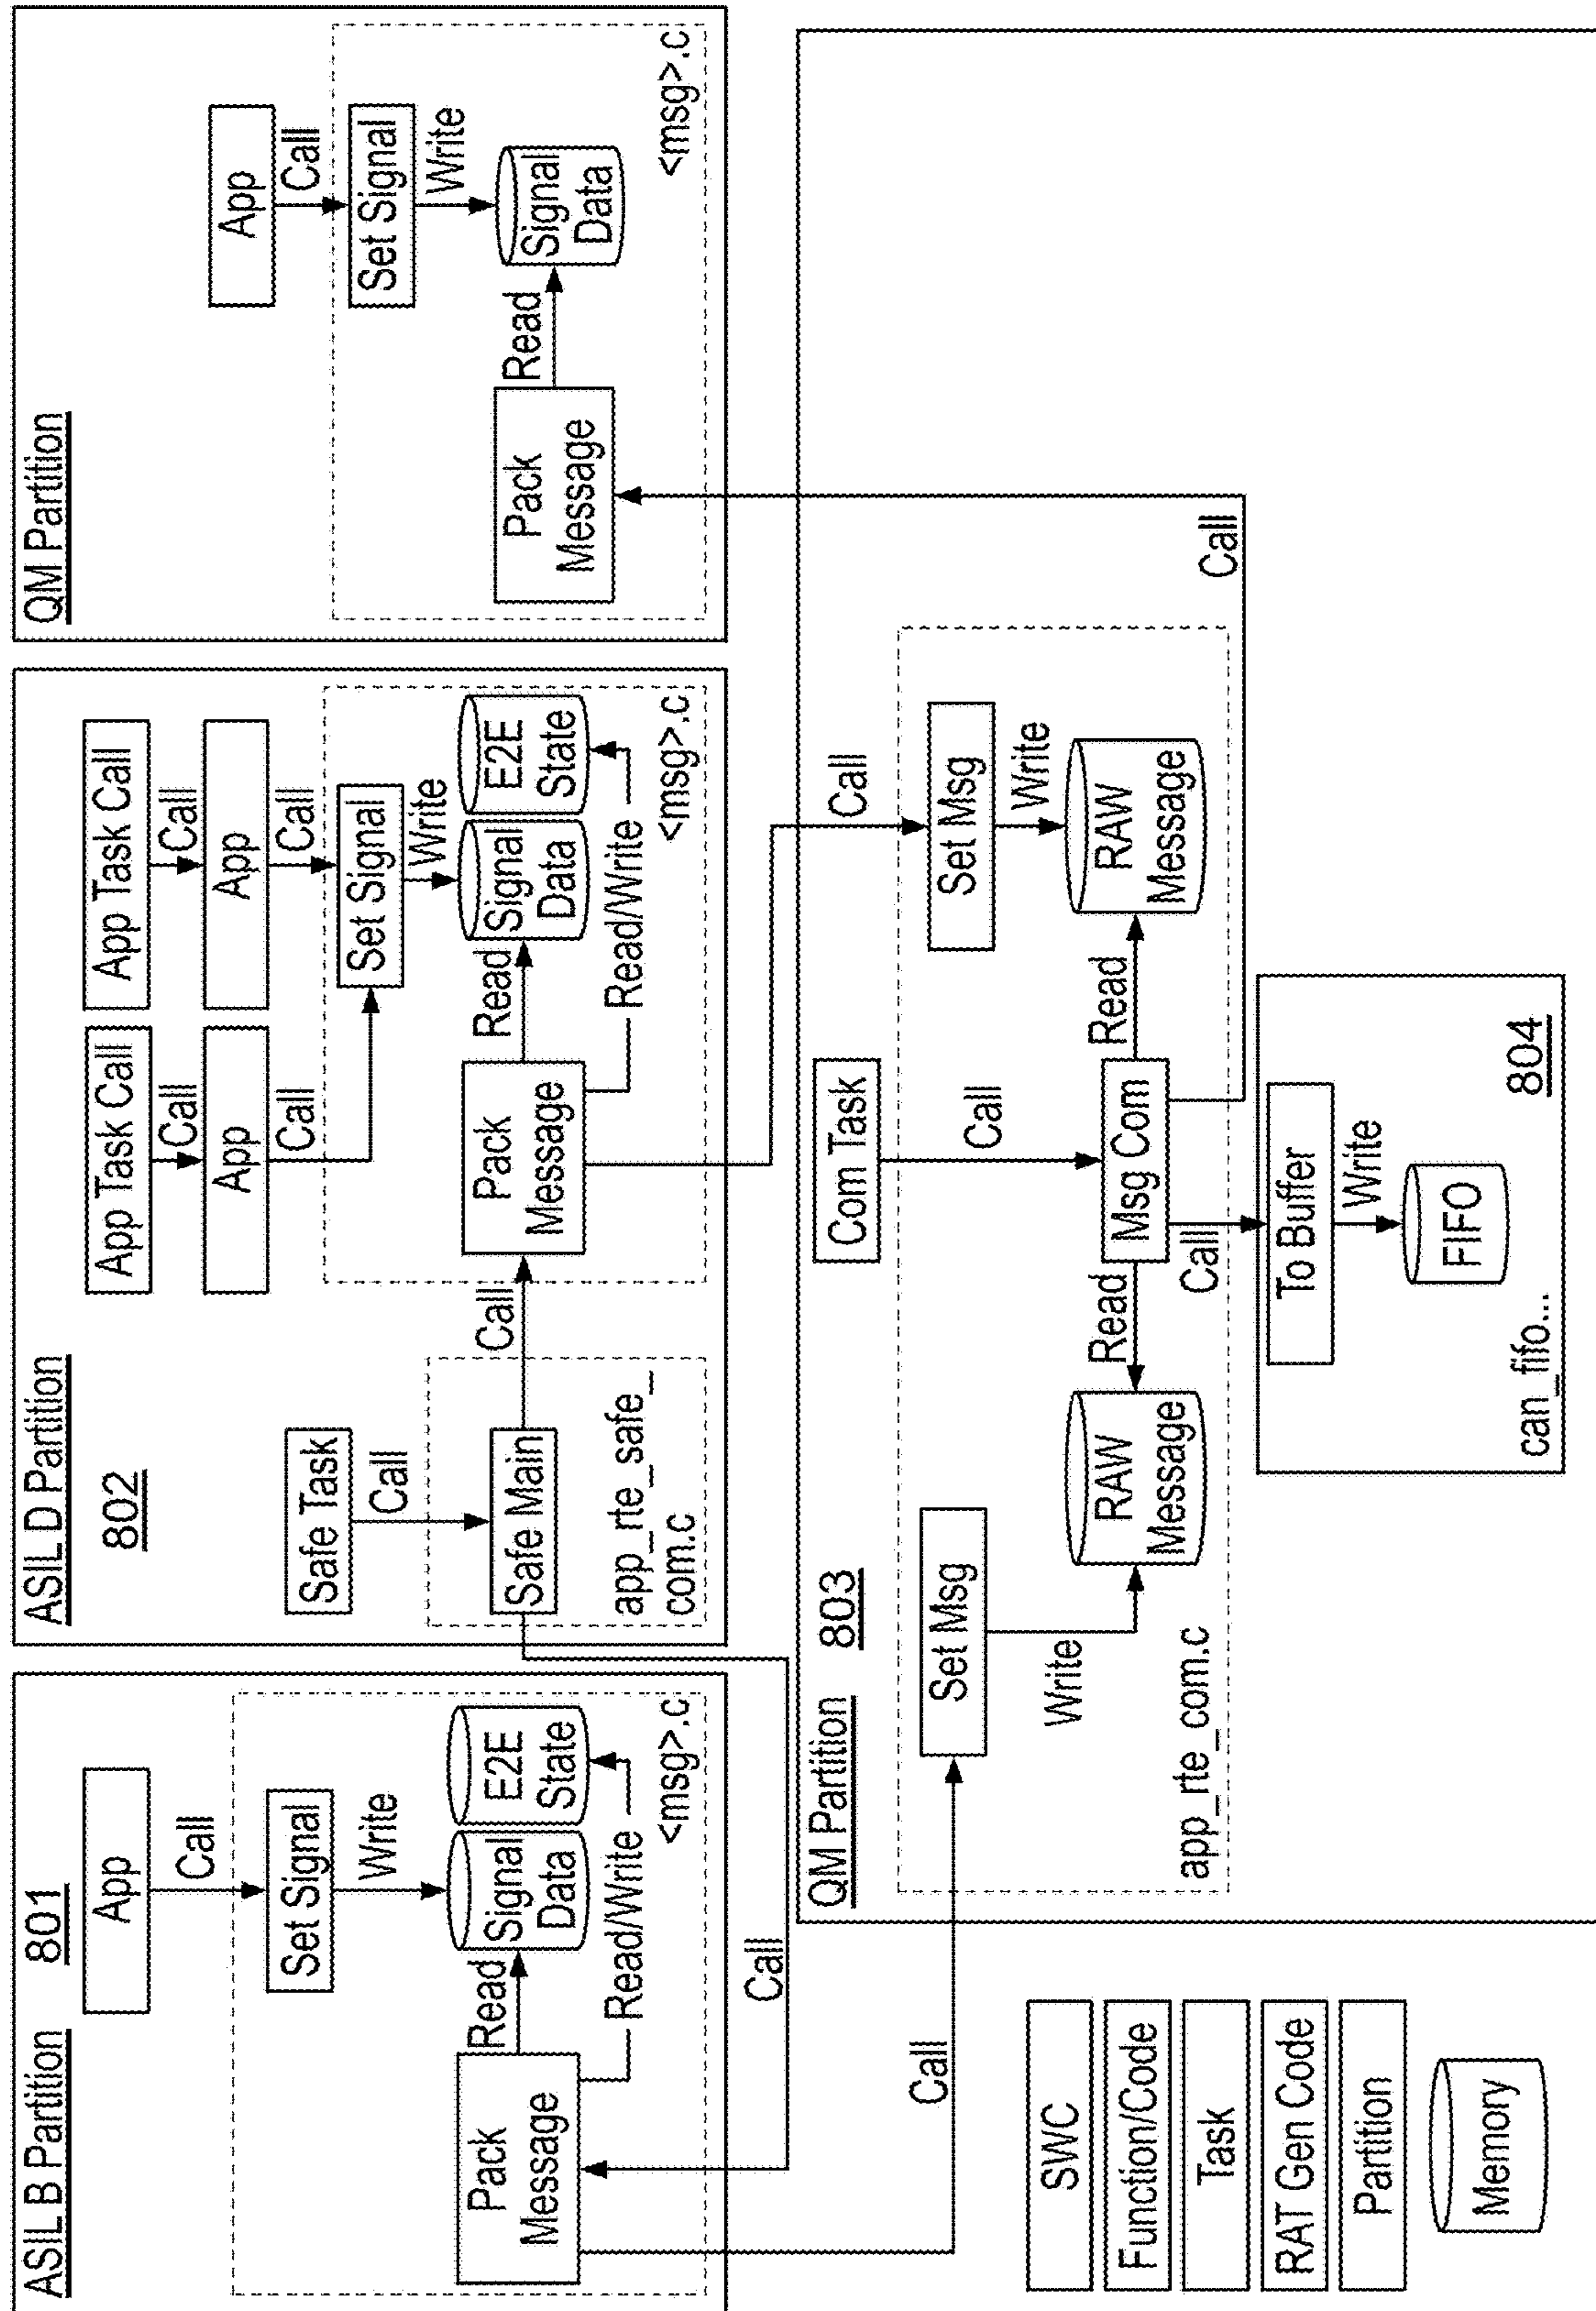 ASIL B Partition
801
App
Call
Set Signal
Write
Signal
Data
E2E
State
Read
Read/Write
Pack
Message
<msg>.c
Call
Call
ASIL D Partition
802
App Task Call
App Task Call
Call
Call
App
App
Call
Call
Safe Task
Call
Set Signal
Write
Safe Main
app_rte_safe_
com.c
Call
Pack
Message
Read
Signal
Data
E2E
State
Read/Write
<msg>.c
Call
QM Partition
App
Call
Set Signal
Write
Signal
Data
Read
Pack
Message
<msg>.c
QM Partition
803
Com Task
Call
Set Msg
Write
RAW
Message
Read
Msg Com
Read
RAW
Message
Set Msg
Write
Call
Call
app_rte_com.c
To Buffer
Write
FIFO
can_fifo...
804
SWC
Function/Code
Task
RAT Gen Code
Partition
Memory